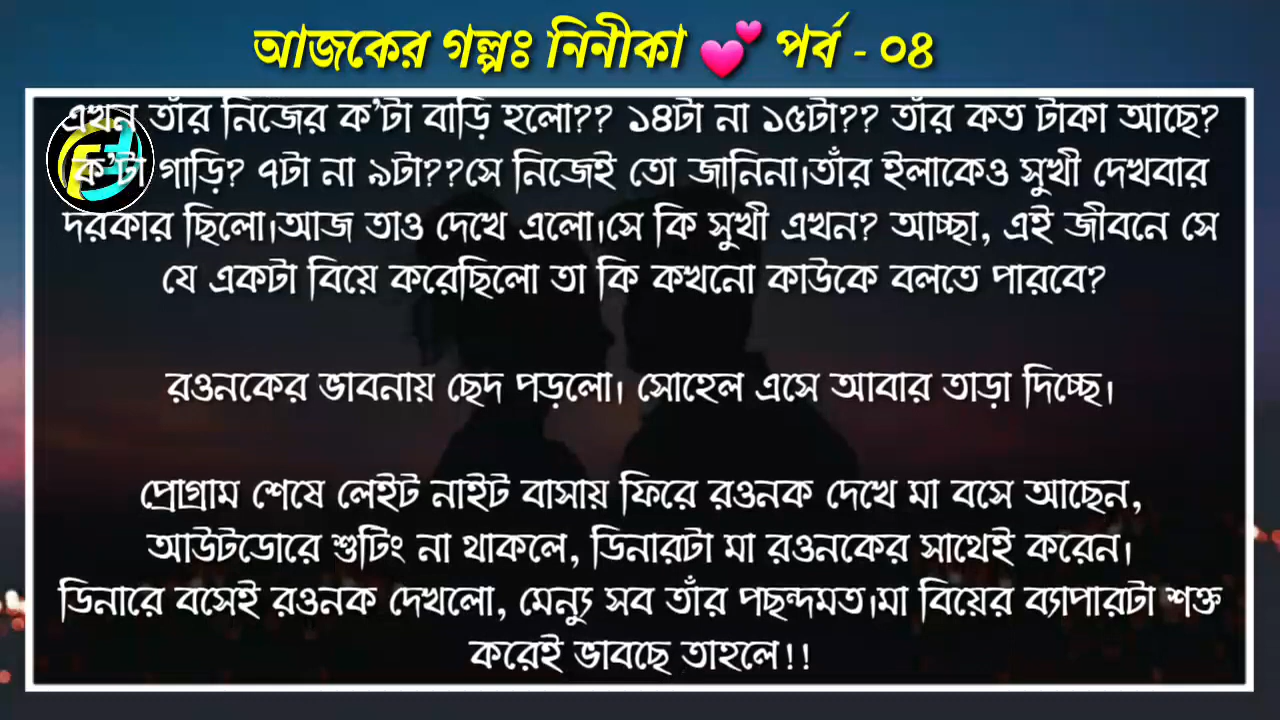 আজকের গল্পঃ নিনীকা 💕 পর্ব - ০৪
এখন তাঁর নিজের ক'টা বাড়ি হলো?? ১৪টা না ১৫টা?? তাঁর কত টাকা আছে?
ক'টা গাড়ি? ৭টা না ৯টা??সে নিজেই তো জানিনা।তাঁর ইলাকেও সুখী দেখবার
দরকার ছিলো।আজ তাও দেখে এলো।সে কি সুখী এখন? আচ্ছা, এই জীবনে সে
যে একটা বিয়ে করেছিলো তা কি কখনো কাউকে বলতে পারবে?
রওনকের ভাবনায় ছেদ পড়লো। সোহেল এসে আবার তাড়া দিচ্ছে।
প্রোগ্রাম শেষে লেইট নাইট বাসায় ফিরে রওনক দেখে মা বসে আছেন,
আউটডোরে শুটিং না থাকলে, ডিনারটা মা রওনকের সাথেই করেন।
ডিনারে বসেই রওনক দেখলো, মেন্যু সব তাঁর পছন্দমত।মা বিয়ের ব্যাপারটা শক্ত
করেই ভাবছে তাহলে!!